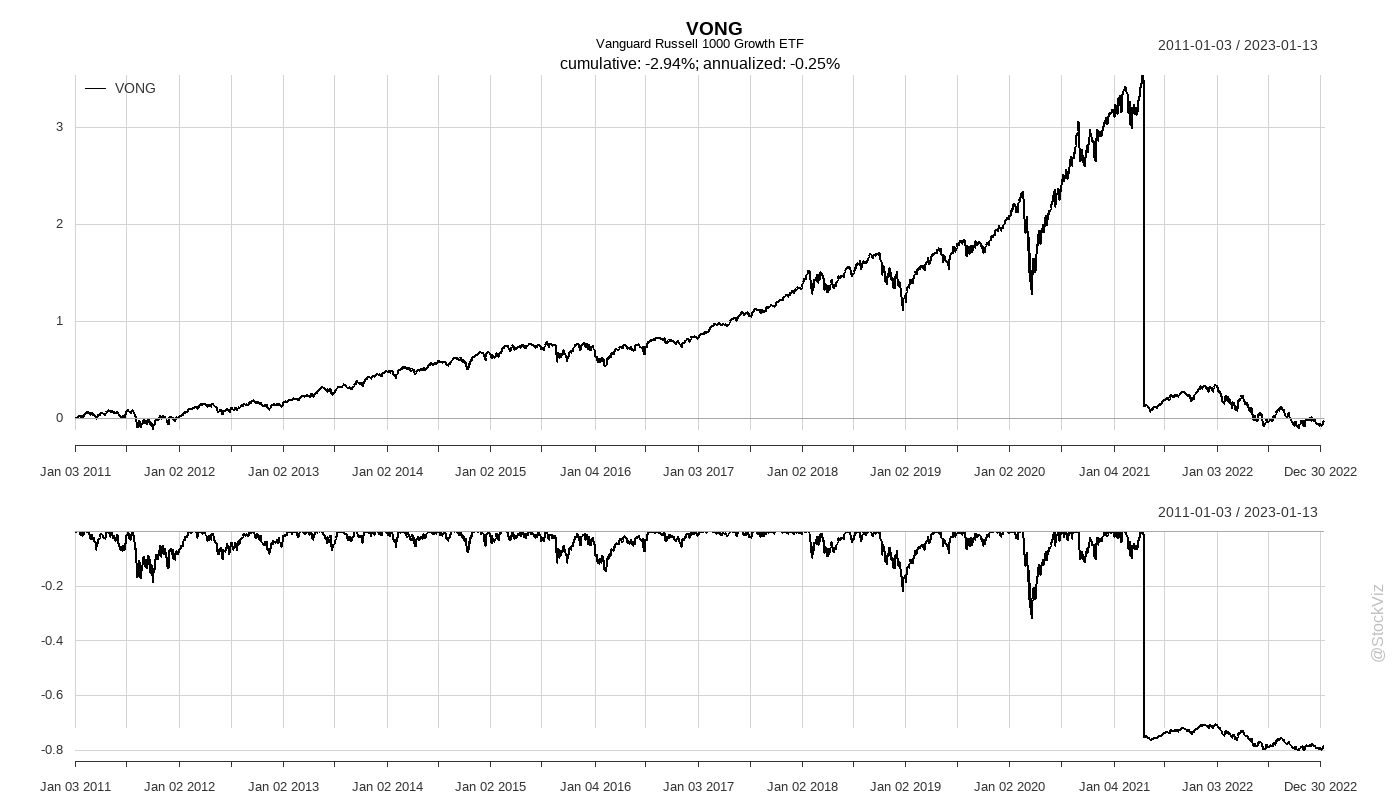 VONG
Vanguard Russell 1000 Growth ETF
2011-01-03 / 2023-01-13
cumulative: -2.94%; annualized: -0.25%
VONG
3
2
1
0
Jan 03 2011 Jan 02 2012 Jan 02 2013 Jan 02 2014 Jan 02 2015 Jan 04 2016 Jan 03 2017 Jan 02 2018 Jan 02 2019 Jan 02 2020 Jan 04 2021 Jan 03 2022 Dec 30 2022
2011-01-03 / 2023-01-13
-0.2
-0.4
-0.6
-0.8
Jan 03 2011 Jan 02 2012 Jan 02 2013 Jan 02 2014 Jan 02 2015 Jan 04 2016 Jan 03 2017 Jan 02 2018 Jan 02 2019 Jan 02 2020 Jan 04 2021 Jan 03 2022 Dec 30 2022
@StockViz